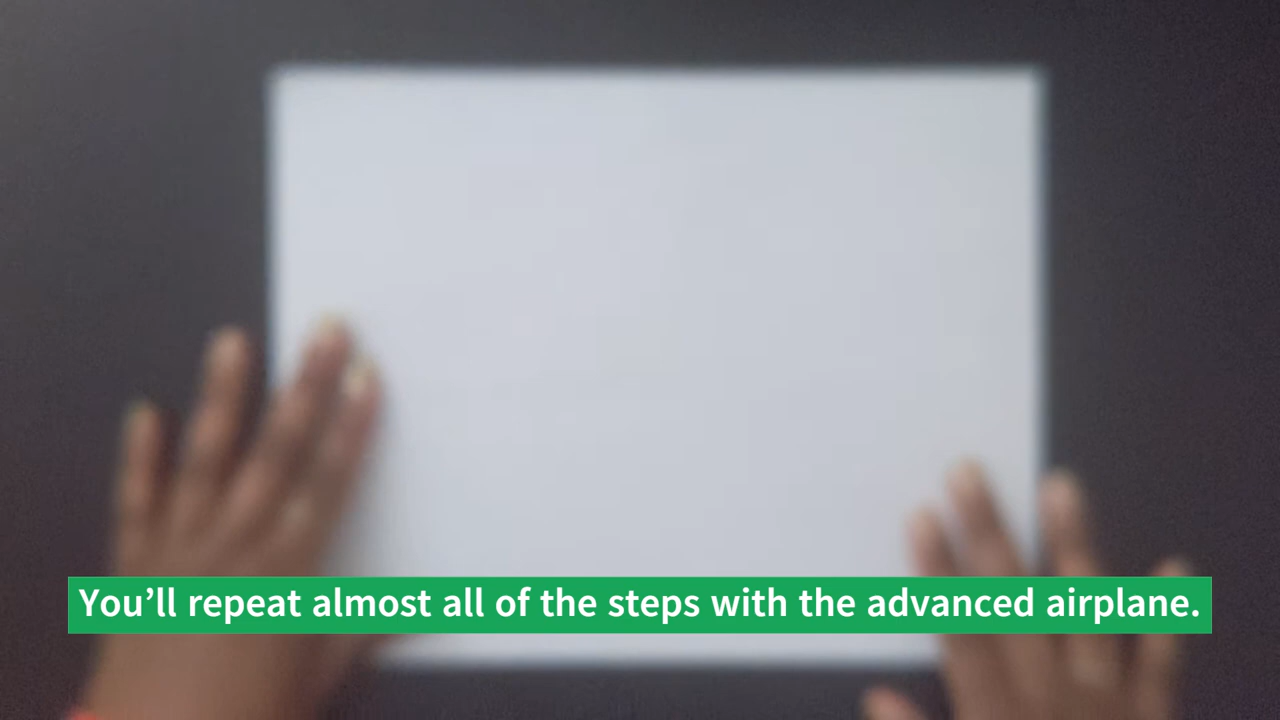 You’ll repeat almost all of the steps with the advanced airplane.